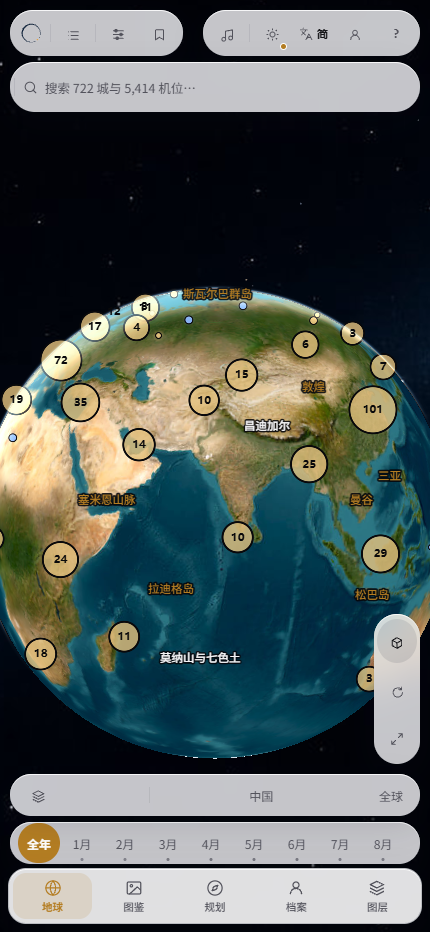 简
?
搜索 722 城与 5,414 机位…
斯瓦尔巴群岛
12
17
4
3
6
7
72
15
敦煌
19
35
10
101
昌迪加尔
14
25
三亚
塞米恩山脉
曼谷
10
29
24
拉迪格岛
松巴岛
11
18
莫纳山与七色土
3
中国
全球
全年
1月
2月
3月
4月
5月
6月
7月
8月
地球
图鉴
规划
档案
图层